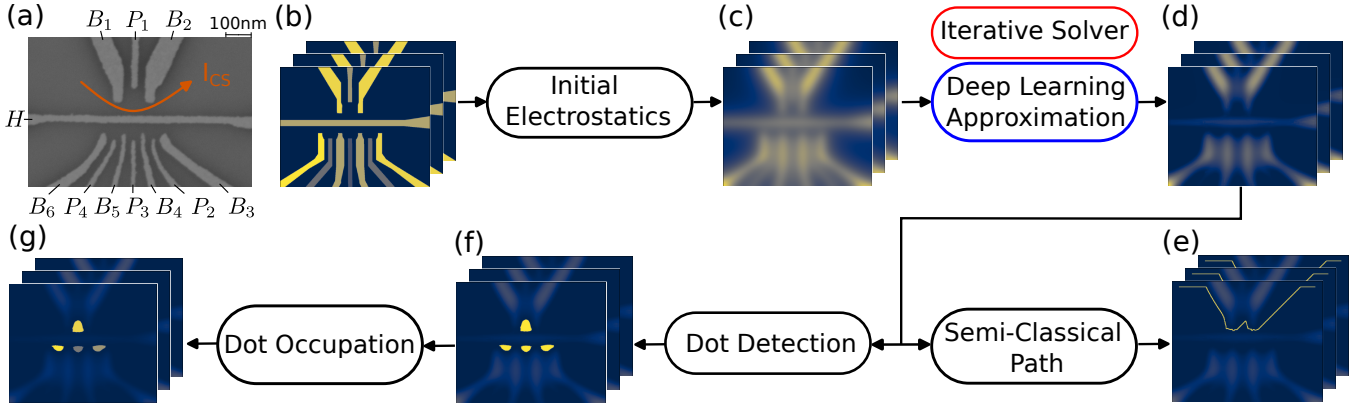 (a)
B1 P1 B2 100nm
ICS
H
B6 P4 B5 P3 B4 P2 B3
(b)
Initial
Electrostatics
(c)
Iterative Solver
Deep Learning
Approximation
(d)
(g)
Dot Occupation
(f)
Dot Detection
Semi-Classical
Path
(e)